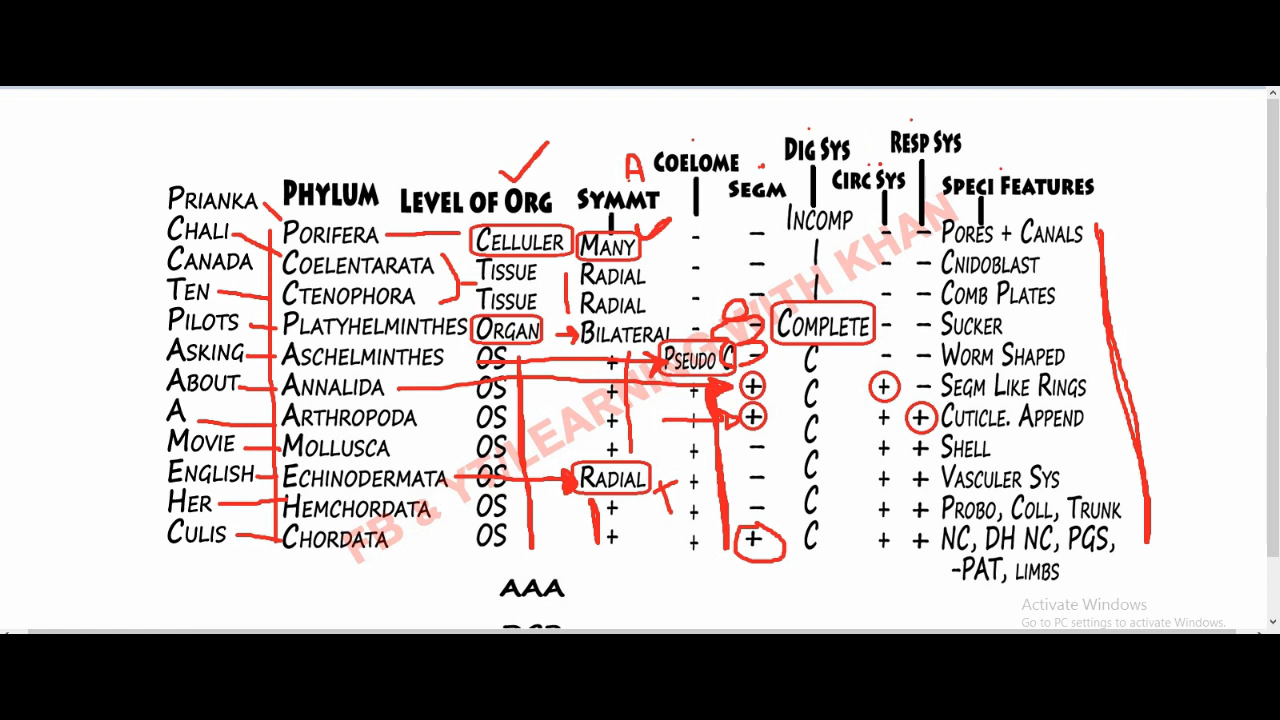 PHYLUM LEVEL OF ORG SYMMT A COELOME SEGM DIG SYS CIRC SYS RESP SYS SPECI FEATURES
INCOMP
PRIANKA
CHALI PORIFERA CELLULER MANY - - | - - PORES + CANALS
CANADA COELENTARATA TISSUE RADIAL - - | - - CNIDOBLAST
TEN CTENOPHORA TISSUE RADIAL - - | - - COMB PLATES
PILOTS PLATYHELMINTHES ORGAN BILATERAL - - COMPLETE - - SUCKER
ASKING ASCHELMINTHES OS + PSEUDO C - C - - WORM SHAPED
ABOUT ANNALIDA OS + + + C + - SEGM LIKE RINGS
A ARTHROPODA OS + + + C + + CUTICLE. APPEND
MOVIE MOLLUSCA OS + + - C + + SHELL
ENGLISH ECHINODERMATA OS RADIAL + - C + + VASCULER SYS
HER HEMCHORDATA OS + + - C + + PROBO, COLL, TRUNK
CULIS CHORDATA OS + + + C + + NC, DH NC, PGS,
-PAT, LIMBS
AAA
FB & YT/LEARNING WITH KHAN
Activate Windows
Go to PC settings to activate Windows.